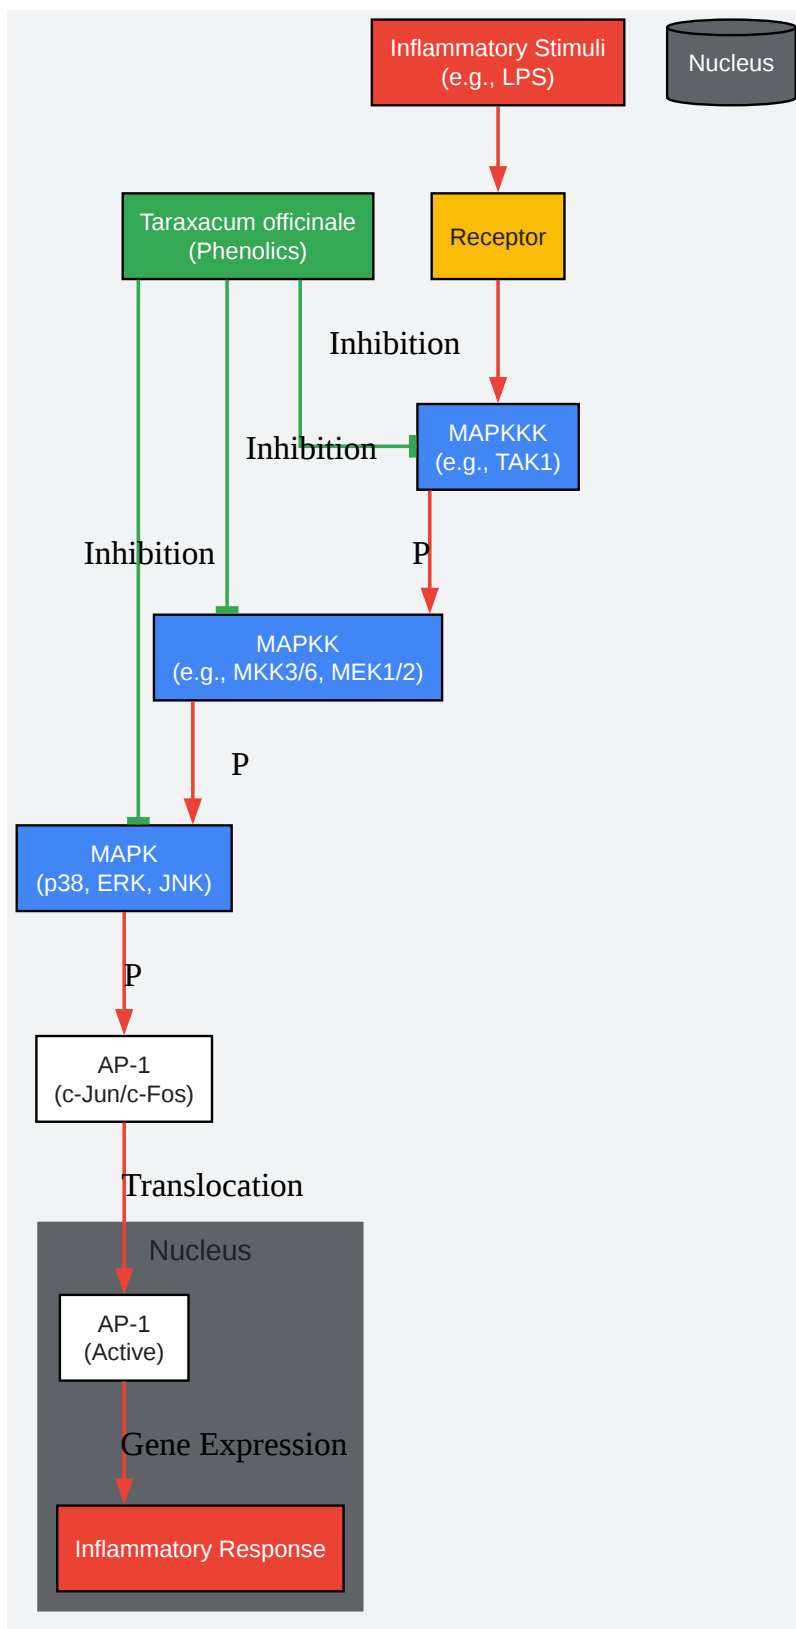 Inflammatory Stimuli
(e.g., LPS)
Nucleus
Taraxacum officinale
(Phenolics)
Receptor
Inhibition
MAPKKK
(e.g., TAK1)
Inhibition
Inhibition
P
MAPKK
(e.g., MKK3/6, MEK1/2)
P
MAPK
(p38, ERK, JNK)
P
AP-1
(c-Jun/c-Fos)
Translocation
Nucleus
AP-1
(Active)
Gene Expression
Inflammatory Response